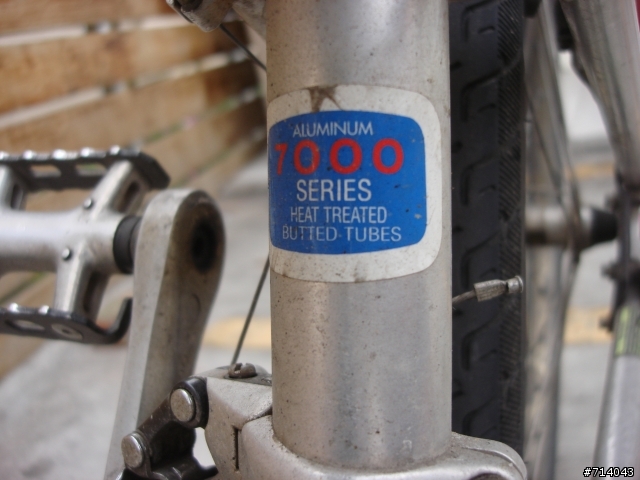 ALUMINUM
7000
SERIES
HEAT TREATED
BUTTED-TUBES
#714043